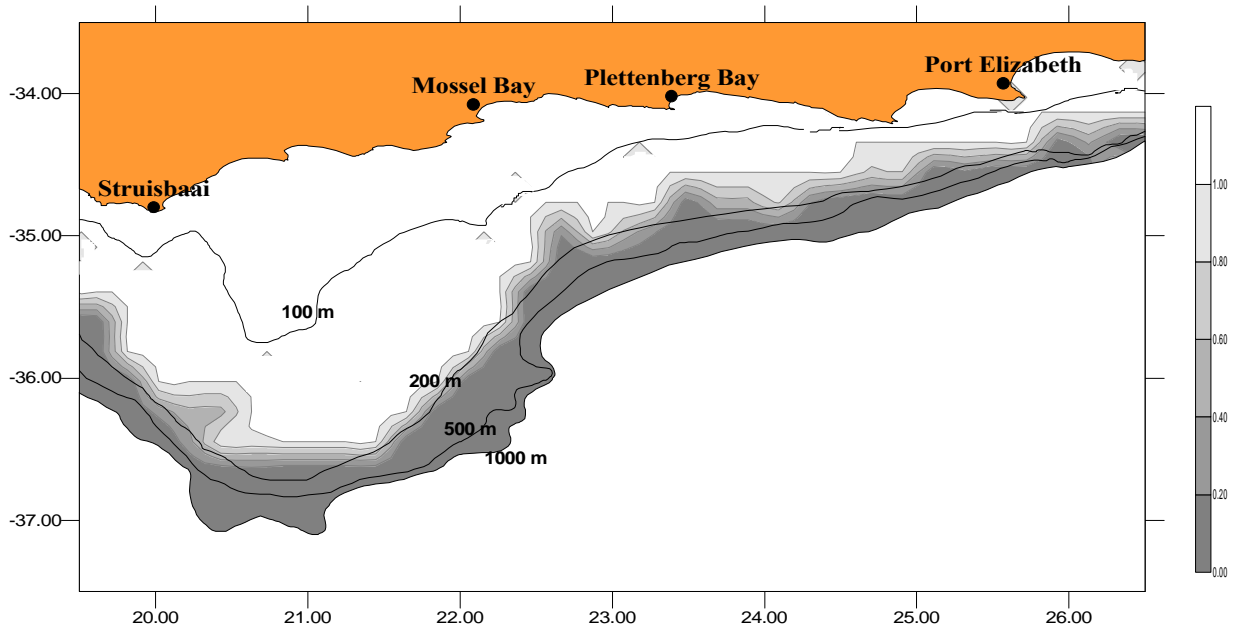 Port Elizabeth
Plettenberg Bay
Mossel Bay
Struisbaai
-34.00
-35.00
-36.00
-37.00
100 m
200 m
500 m
1000 m
20.00
21.00
22.00
23.00
24.00
25.00
26.00
1.00
0.80
0.60
0.40
0.20
0.00